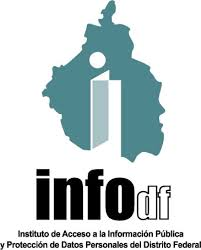 infodf
Instituto de Acceso a la Información Pública
y Protección de Datos Personales del Distrito Federal